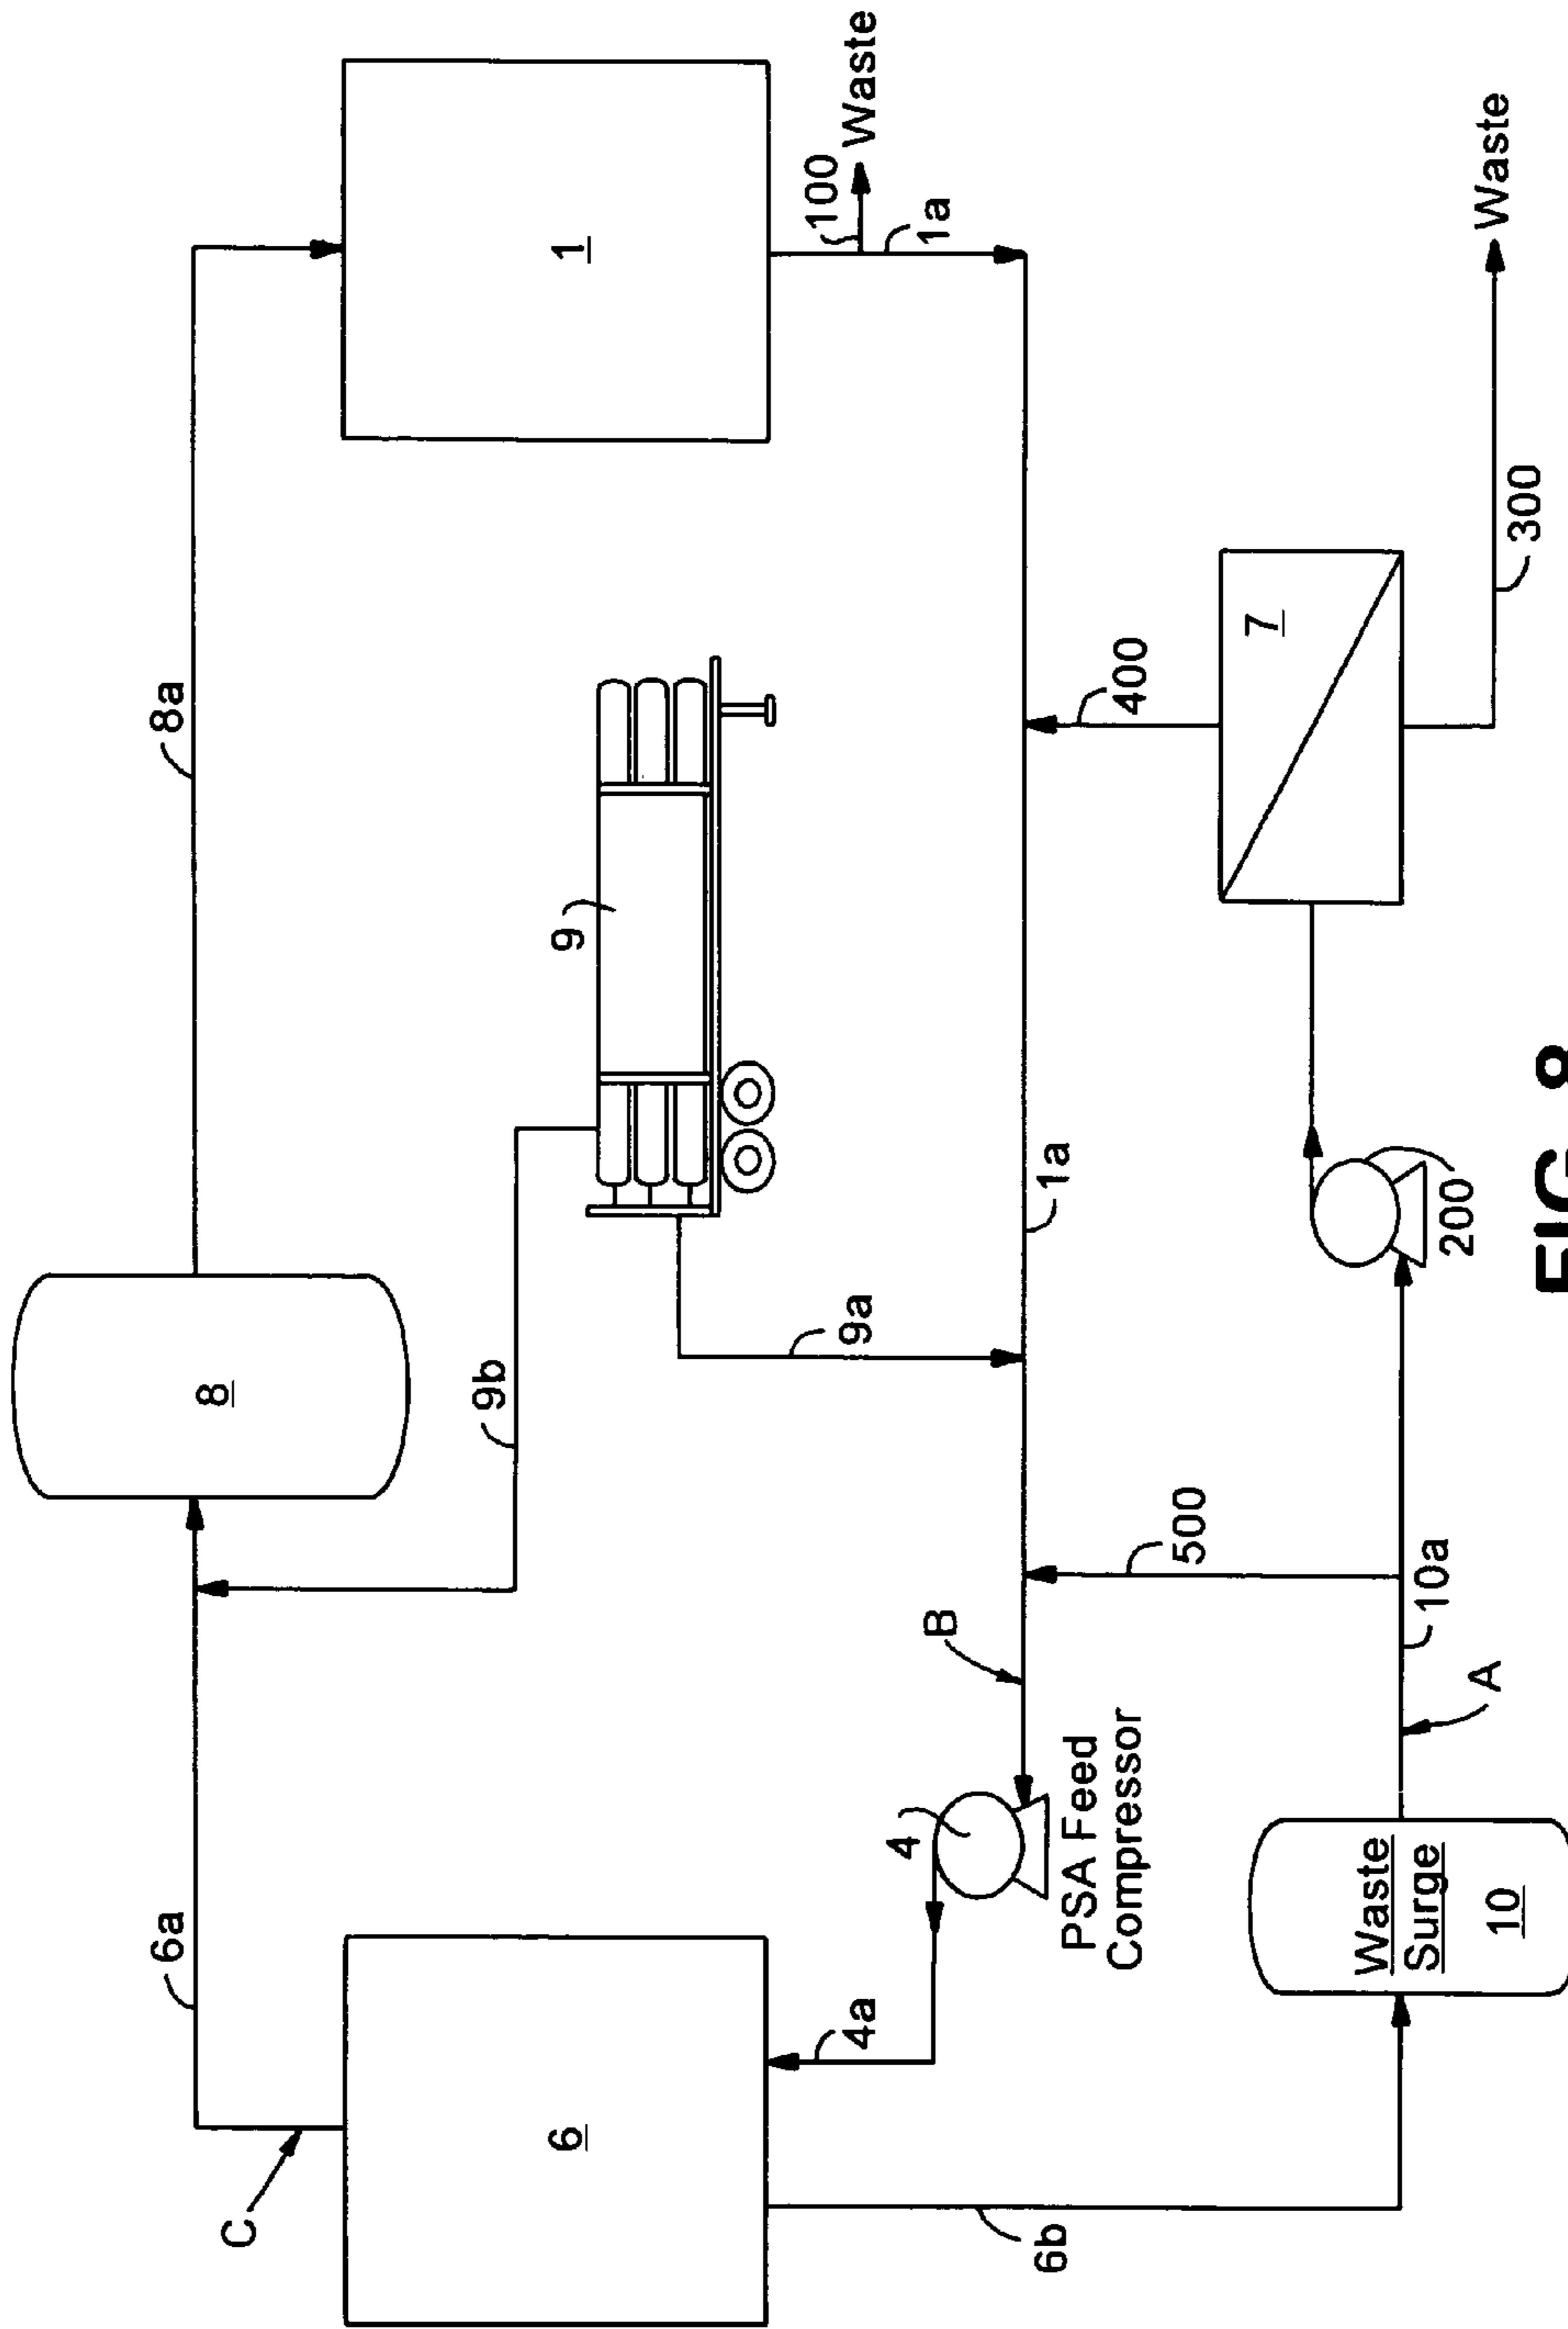 6a
8a
8
C
9b
6
9
1
100
4a
9a
Waste
4
B
1a
6b
1a
PSA Feed
Compressor
400
500
7
Waste
Surge
10
10a
200
A
Waste
300
FIG. 8